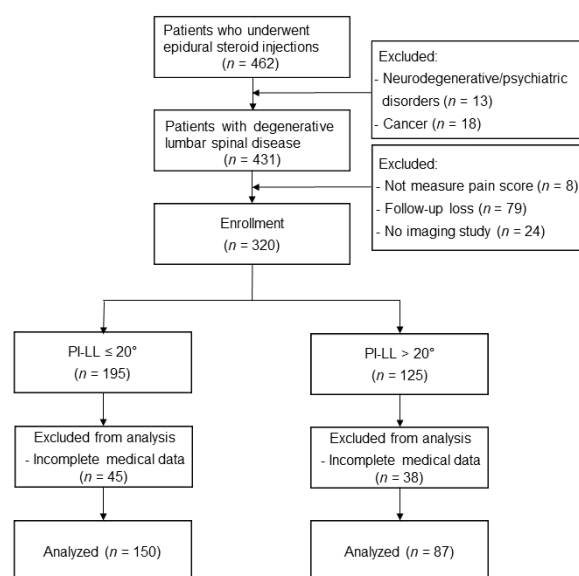 Patients who underwent
epidural steroid injections
(n = 462)
Excluded:
- Neurodegenerative/psychiatric
disorders (n = 13)
- Cancer (n = 18)
Patients with degenerative
lumbar spinal disease
(n = 431)
Excluded:
- Not measure pain score (n = 8)
- Follow-up loss (n = 79)
- No imaging study (n = 24)
Enrollment
(n = 320)
PI-LL ≤ 20°
(n = 195)
PI-LL > 20°
(n = 125)
Excluded from analysis
- Incomplete medical data
(n = 45)
Excluded from analysis
- Incomplete medical data
(n = 38)
Analyzed (n = 150)
Analyzed (n = 87)